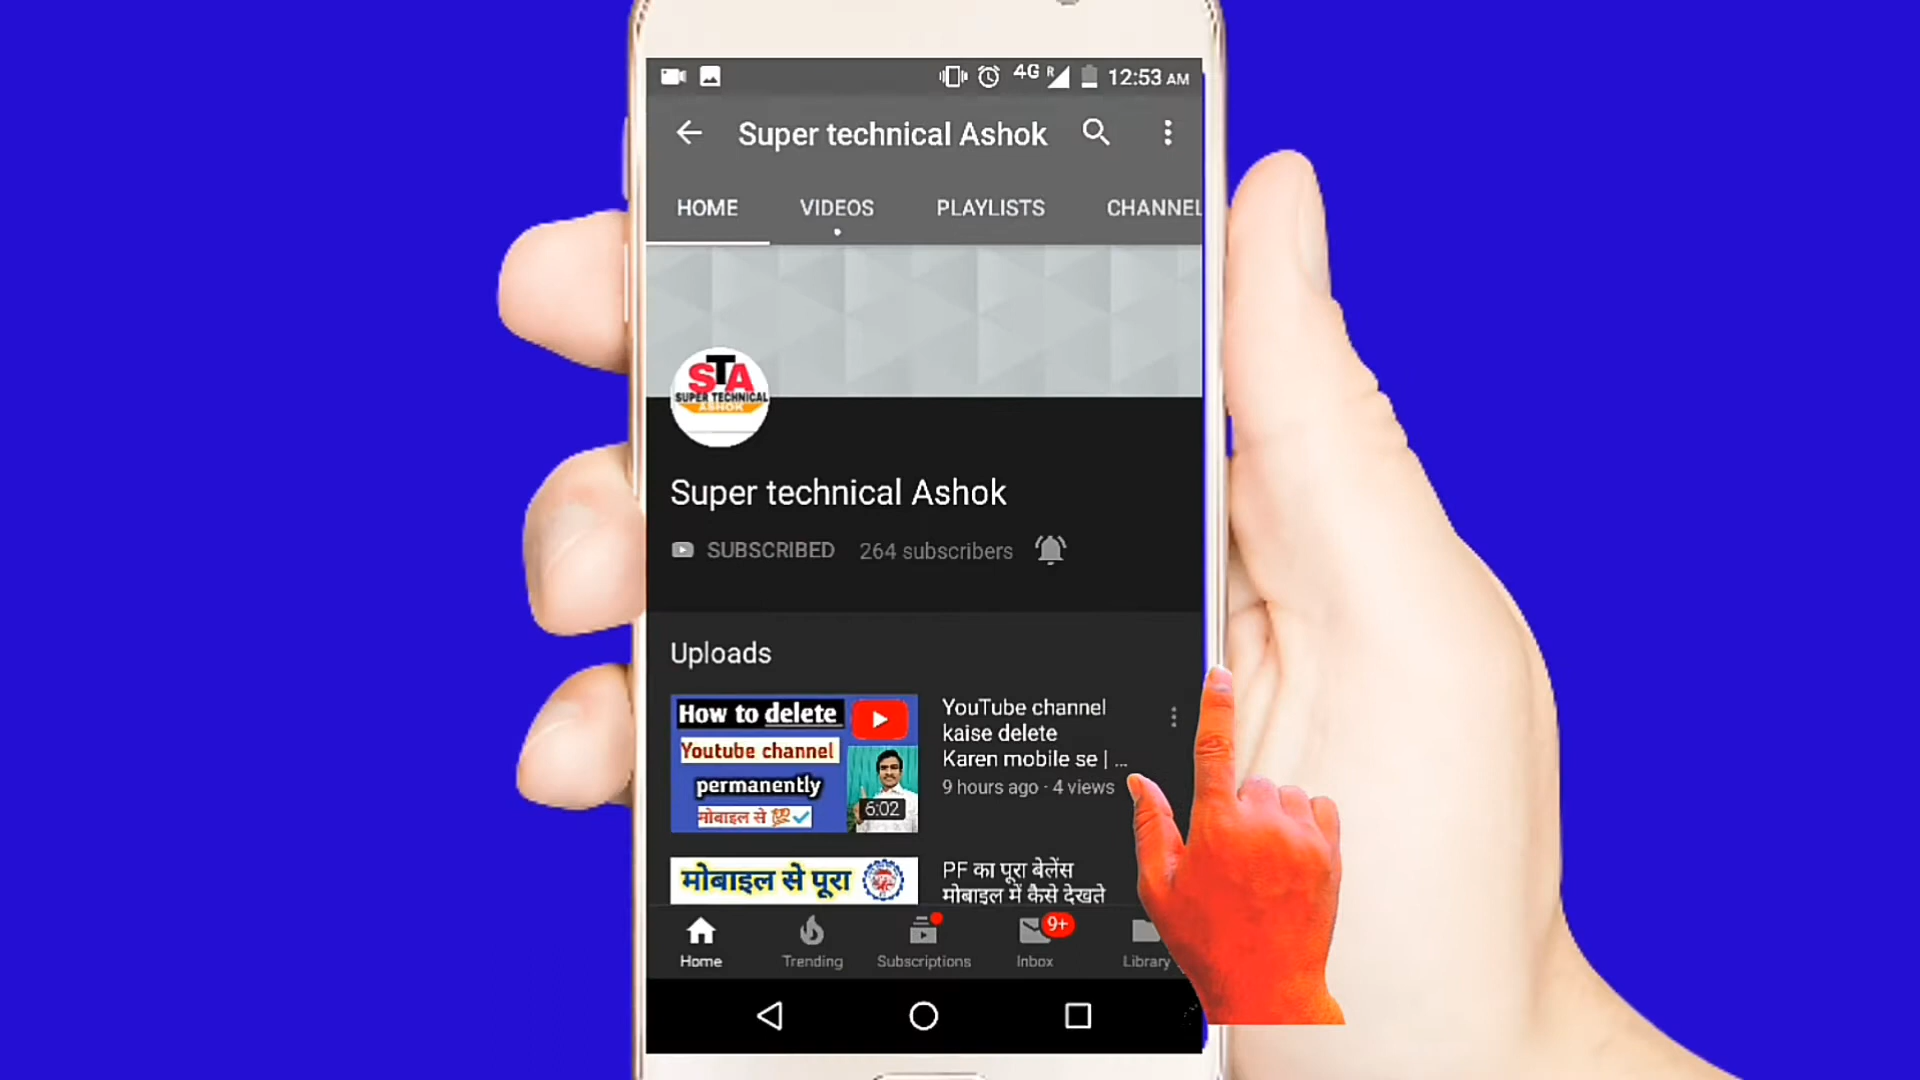 4G R 12:53 AM
Super technical Ashok
HOME VIDEOS PLAYLISTS CHANNEL
STA
SUPER TECHNICAL
ASHOK
Super technical Ashok
SUBSCRIBED 264 subscribers
Uploads
How to delete
Youtube channel
permanently
मोबाइल से 💯
6:02
YouTube channel
kaise delete
Karen mobile se | ...
9 hours ago · 4 views
मोबाइल से पूरा
PF का पूरा बेलेंस
मोबाइल में कैसे देखते
9+
Home Trending Subscriptions Inbox Library